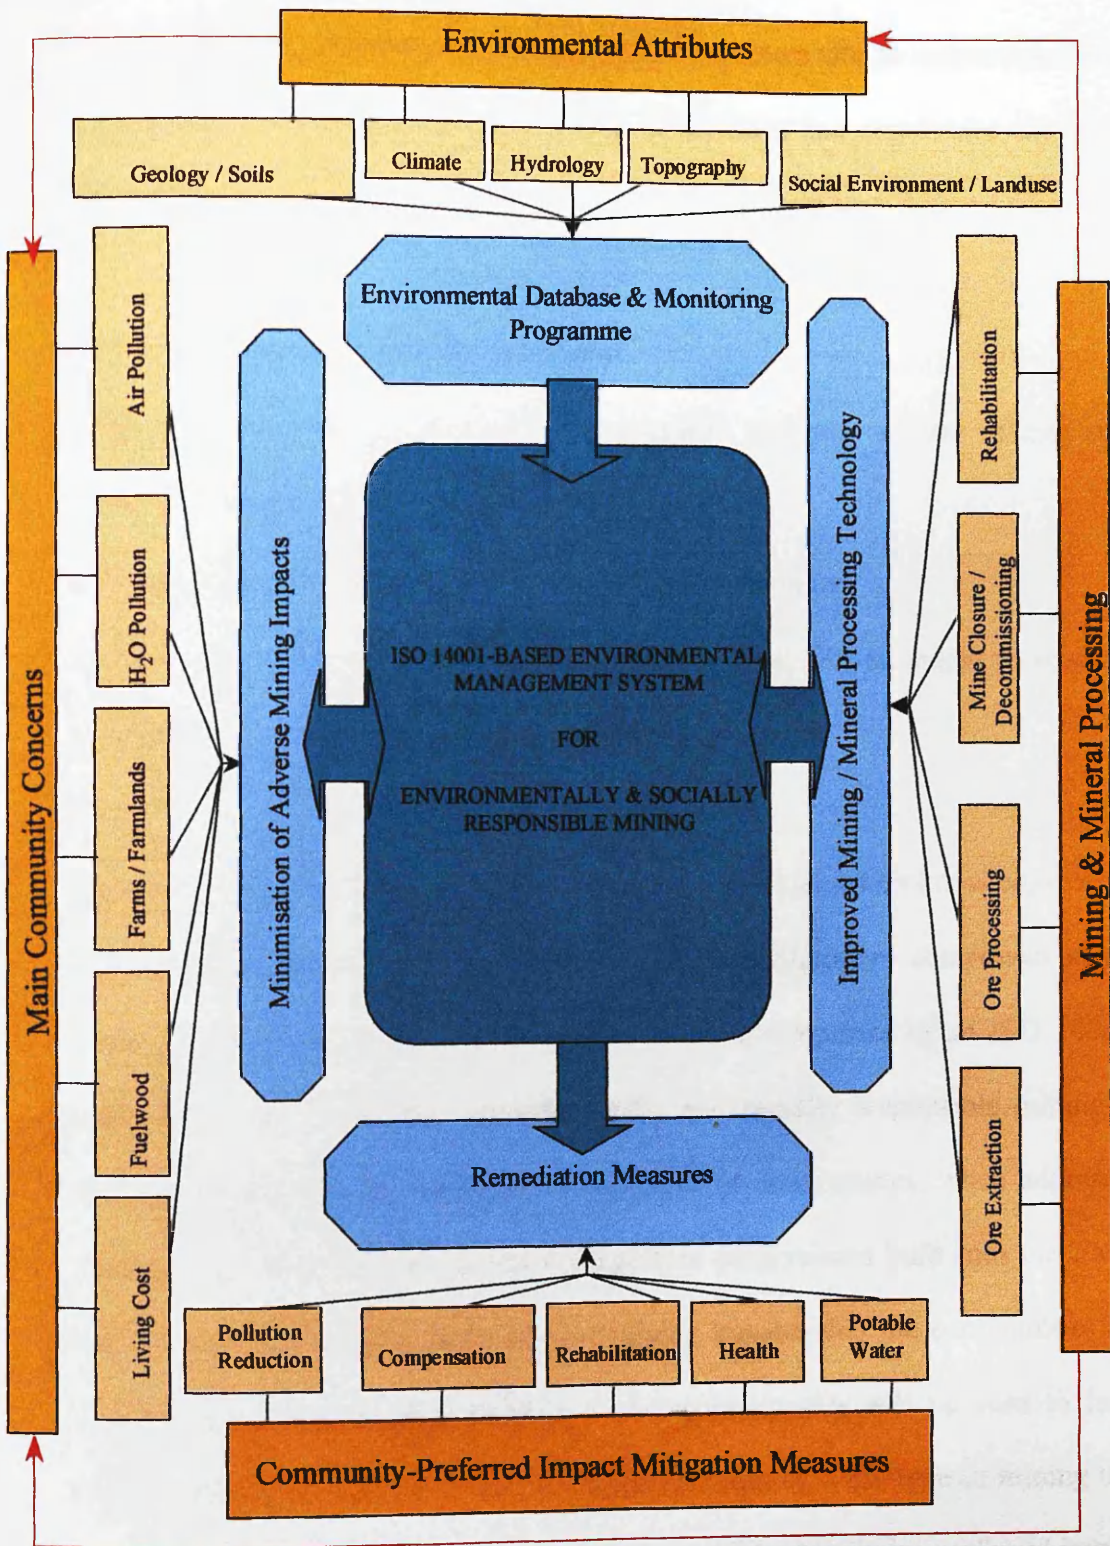 Environmental Attributes
Geology / Soils
Climate
Hydrology
Topography
Social Environment / Landuse
Environmental Database & Monitoring
Programme
Main Community Concerns
Air Pollution
H₂O Pollution
Farms / Farmlands
Fuelwood
Living Cost
Minimisation of Adverse Mining Impacts
ISO 14001-BASED ENVIRONMENTAL
MANAGEMENT SYSTEM
FOR
ENVIRONMENTALLY & SOCIALLY
RESPONSIBLE MINING
Improved Mining / Mineral Processing Technology
Rehabilitation
Mine Closure /
Decomissioning
Ore Processing
Ore Extraction
Mining & Mineral Processing
Remediation Measures
Pollution
Reduction
Compensation
Rehabilitation
Health
Potable
Water
Community-Preferred Impact Mitigation Measures